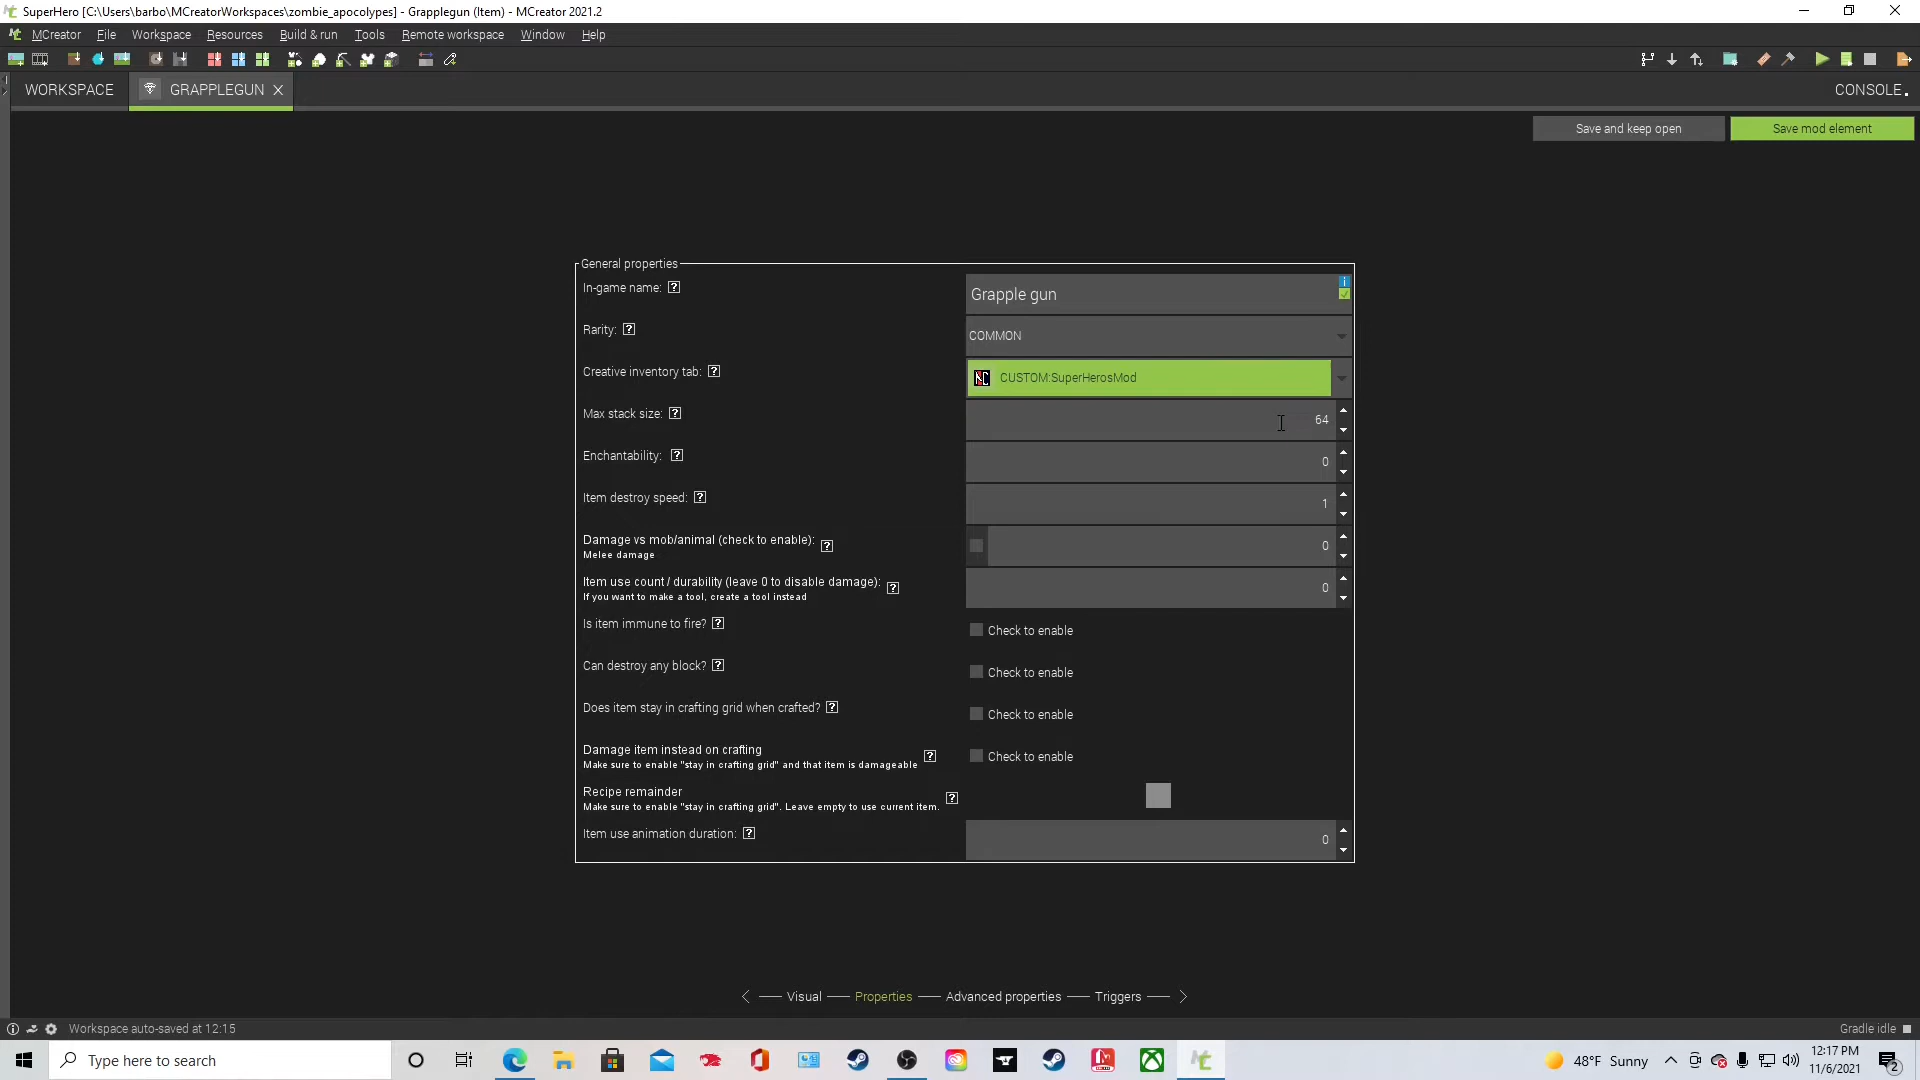 SuperHero [C:\Users\barbo\MCreatorWorkspaces\zombie_apocolypes] - Grapplegun (Item) - MCreator 2021.2
MCreator File Workspace Resources Build & run Tools Remote workspace Window Help
WORKSPACE GRAPPLEGUN CONSOLE
Save and keep open Save mod element
General properties
In-game name: ? Grapple gun
Rarity: ? COMMON
Creative inventory tab: ? CUSTOM:SuperHerosMod
Max stack size: ? 64
Enchantability: ? 0
Item destroy speed: ? 1
Damage vs mob/animal (check to enable): ? 0
Melee damage
Item use count / durability (leave 0 to disable damage): ? 0
If you want to make a tool, create a tool instead
Is item immune to fire? ? Check to enable
Can destroy any block? ? Check to enable
Does item stay in crafting grid when crafted? ? Check to enable
Damage item instead on crafting ? Check to enable
Make sure to enable "stay in crafting grid" and that item is damageable
Recipe remainder ?
Make sure to enable "stay in crafting grid". Leave empty to use current item.
Item use animation duration: ? 0
Visual Properties Advanced properties Triggers
Workspace auto-saved at 12:15 Gradle idle
Type here to search 48°F Sunny 12:17 PM
11/6/2021 2